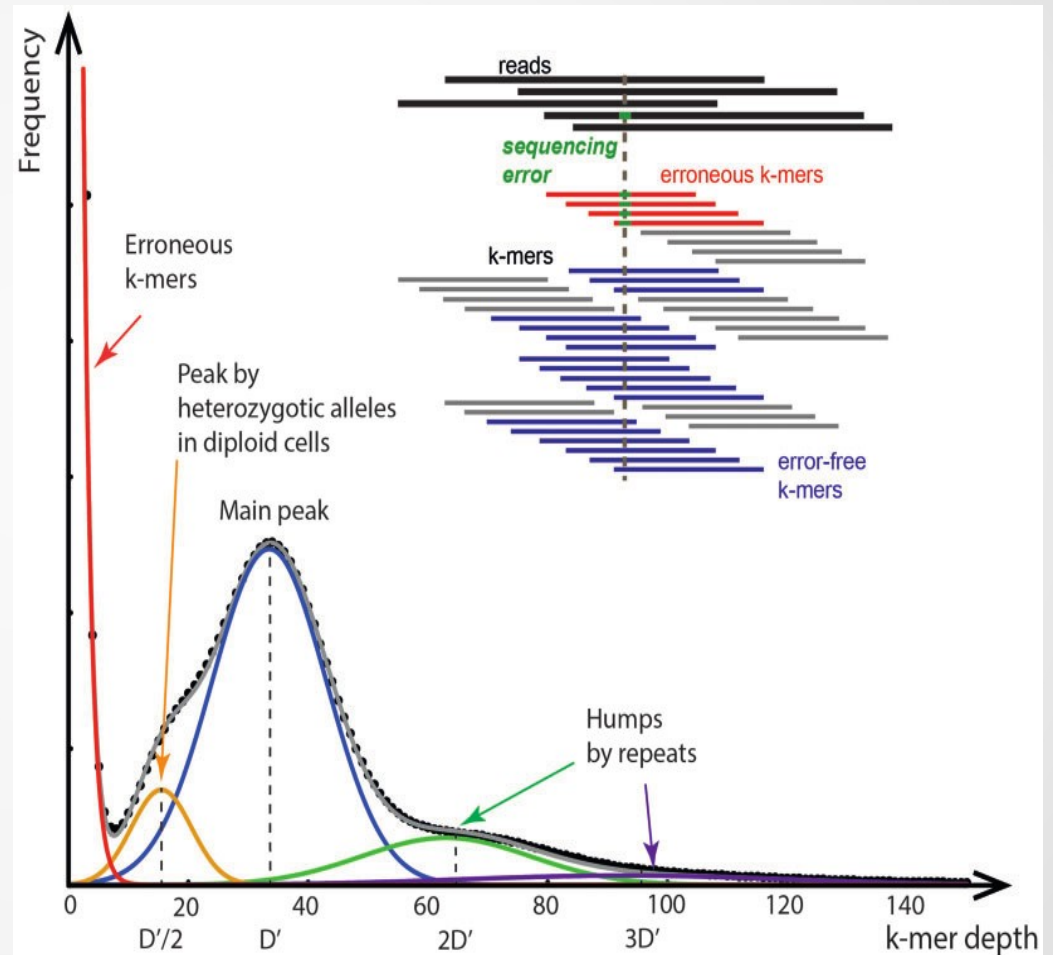 Frequency
reads
sequencing
error
erroneous k-mers
k-mers
error-free
k-mers
Erroneous
k-mers
Peak by
heterozygotic alleles
in diploid cells
Main peak
Humps
by repeats
0 20 40 60 80 100 120 140
D′/2 D′ 2D′ 3D′ k-mer depth